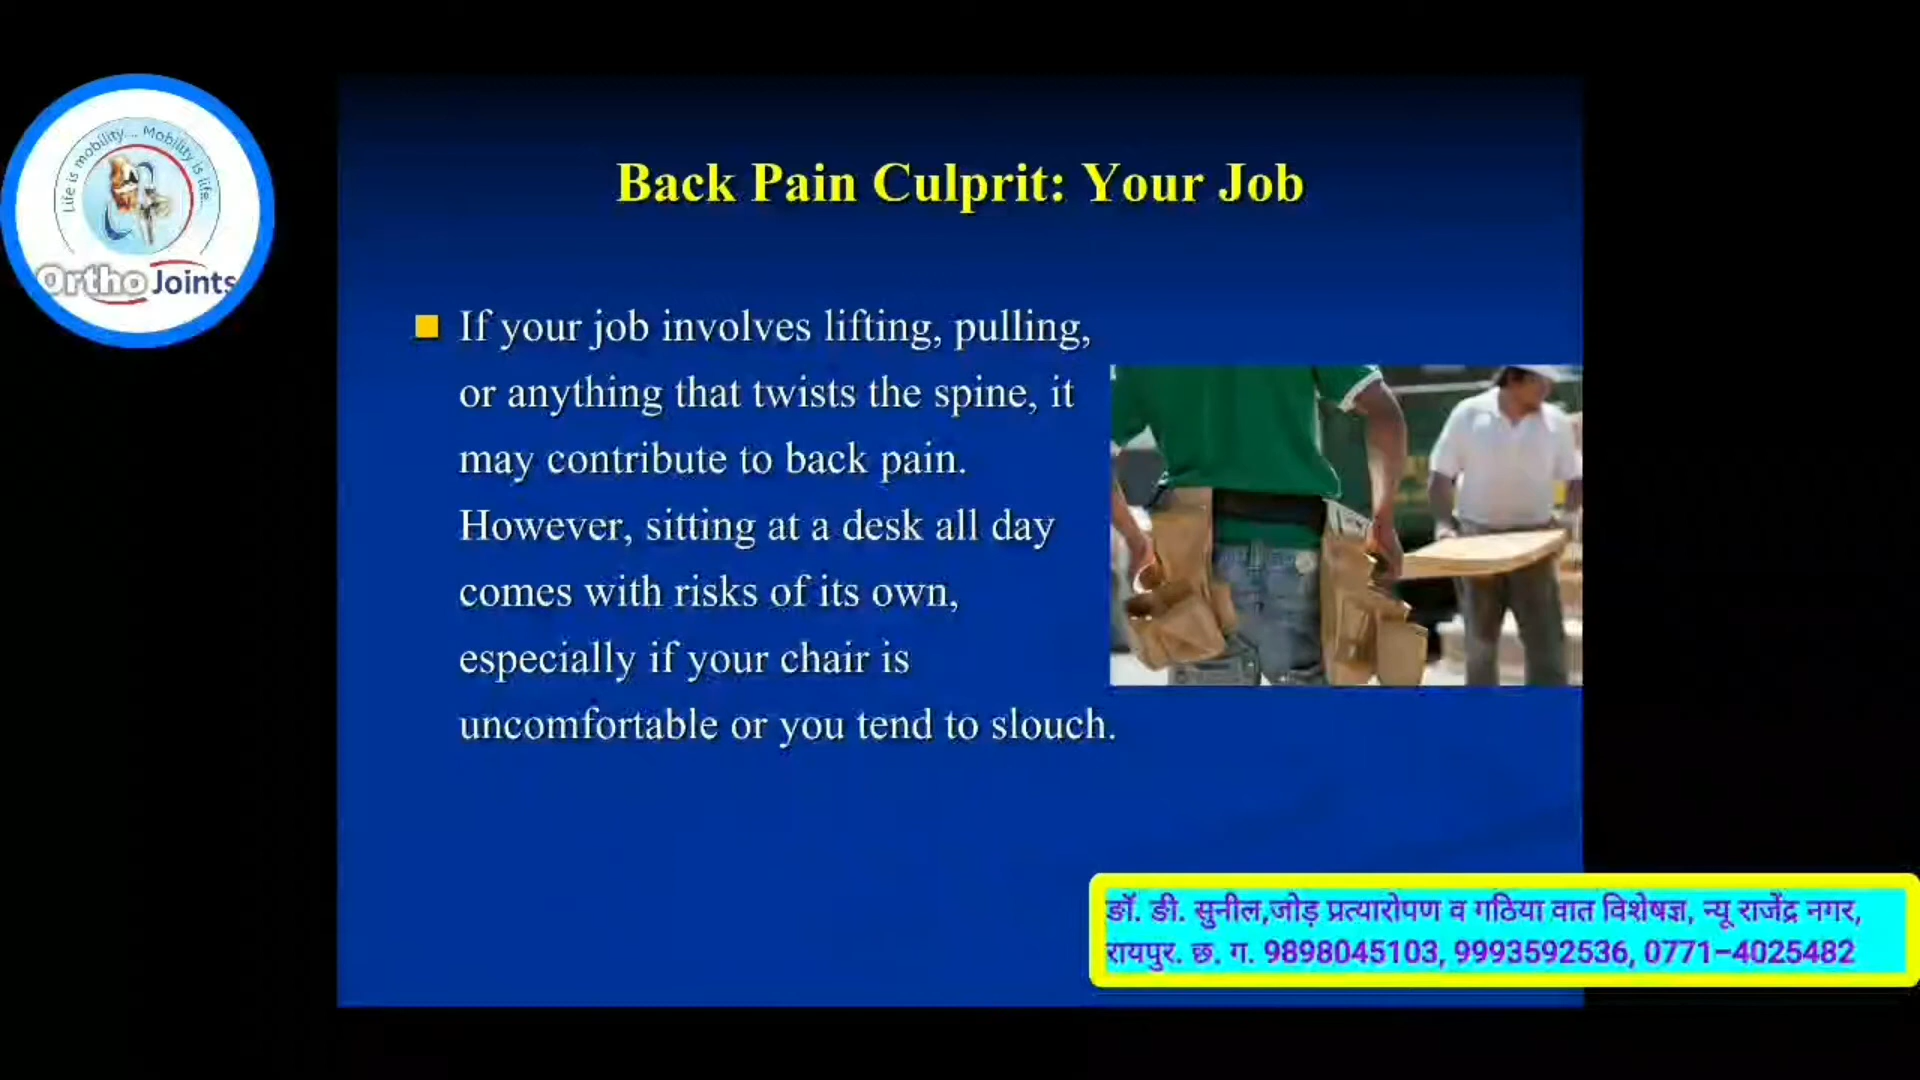 Life is mobility.... Mobility is life..
Ortho Joints
Back Pain Culprit: Your Job
If your job involves lifting, pulling,
or anything that twists the spine, it
may contribute to back pain.
However, sitting at a desk all day
comes with risks of its own,
especially if your chair is
uncomfortable or you tend to slouch.
डॉ. डी. सुनील,जोड़ प्रत्यारोपण व गठिया वात विशेषज्ञ, न्यू राजेंद्र नगर,
रायपुर. छ. ग. 9898045103, 9993592536, 0771-4025482